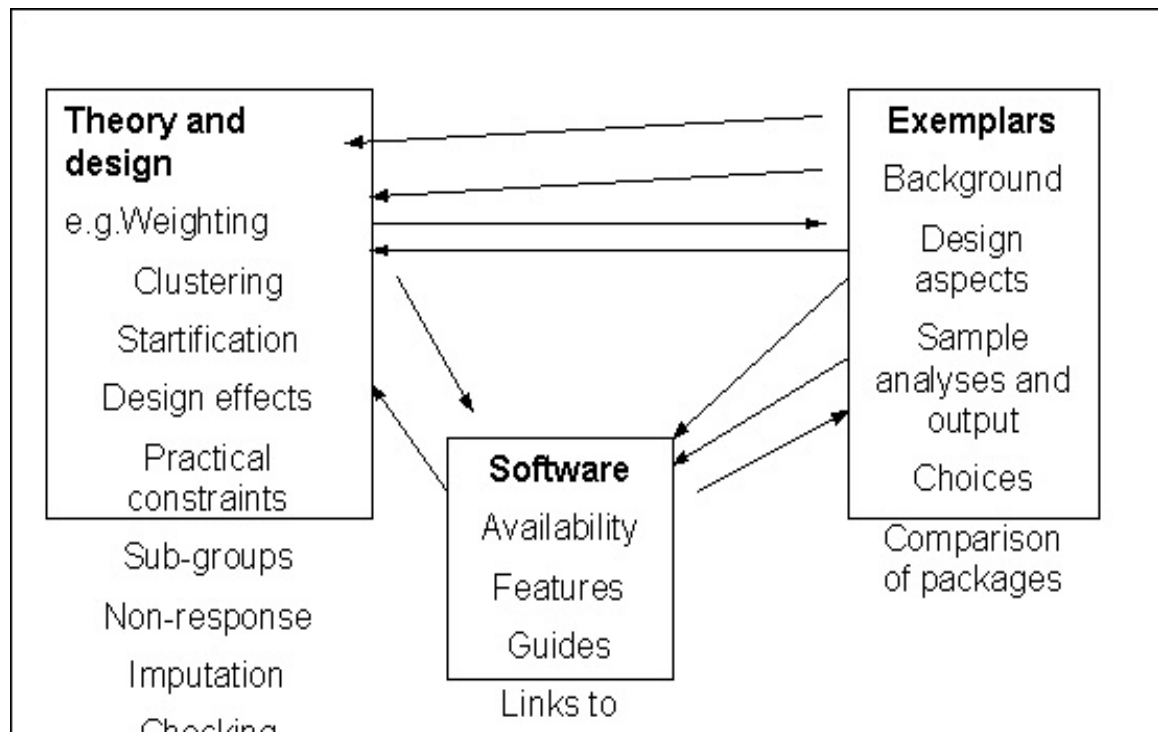 Theory and
design
e.g.Weighting
Clustering
Startification
Design effects
Practical
constraints
Sub-groups
Non-response
Imputation
Checking
Software
Availability
Features
Guides
Links to
Exemplars
Background
Design
aspects
Sample
analyses and
output
Choices
Comparison
of packages